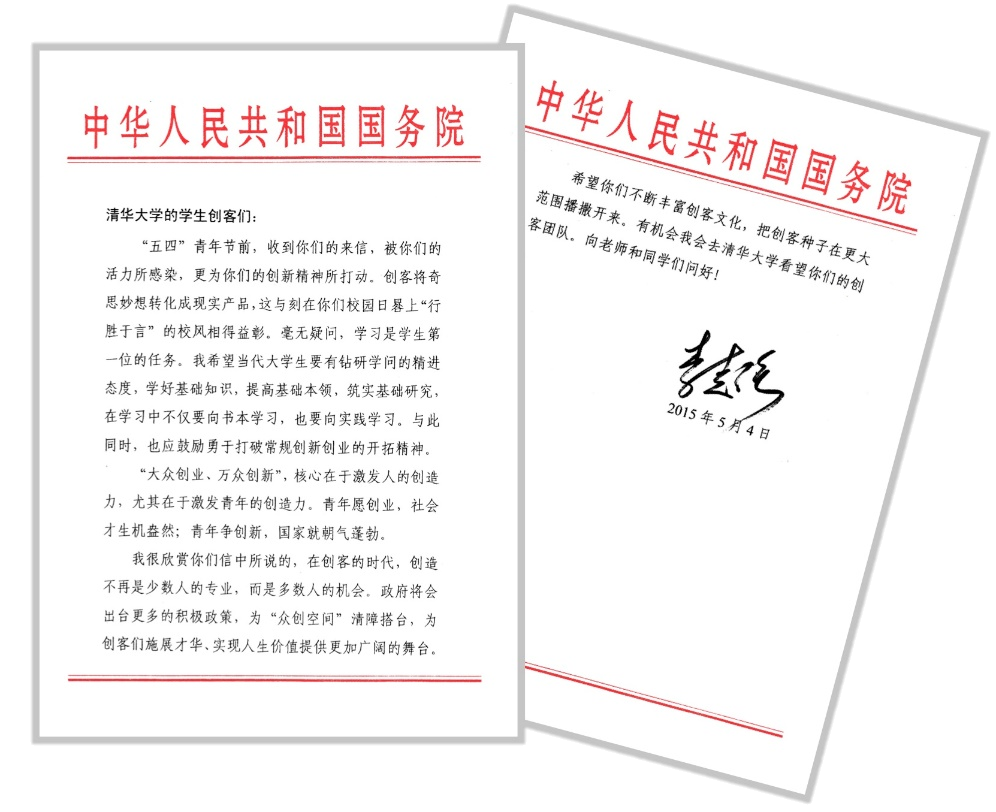 中华人民共和国国务院
清华大学的学生创客们：
“五四”青年节前，收到你们的来信，被你们的
活力所感染，更为你们的创新精神所打动。创客将奇
思妙想转化成现实产品，这与刻在你们校园日晷上“行
胜于言”的校风相得益彰。毫无疑问，学习是学生第
一位的任务。我希望当代大学生要有钻研学问的精进
态度，学好基础知识，提高基础本领，筑实基础研究，
在学习中不仅要向书本学习，也要向实践学习。与此
同时，也应鼓励勇于打破常规创新创业的开拓精神。
“大众创业、万众创新”，核心在于激发人的创造
力，尤其在于激发青年的创造力。青年愿创业，社会
才生机盎然；青年争创新，国家就朝气蓬勃。
我很欣赏你们信中所说的，在创客的时代，创造
不再是少数人的专业，而是多数人的机会。政府将会
出台更多的积极政策，为“众创空间”清障搭台，为
创客们施展才华、实现人生价值提供更加广阔的舞台。
中华人民共和国国务院
希望你们不断丰富创客文化，把创客种子在更大
范围播撒开来。有机会我会去清华大学看望你们的创
客团队。向老师和同学们问好！
李克强
2015年5月4日